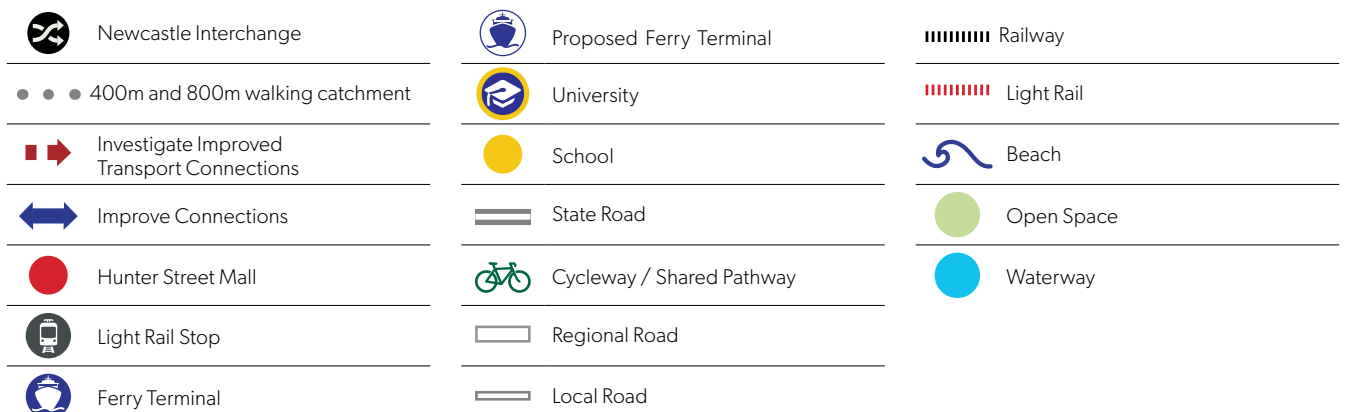 Newcastle Interchange
400m and 800m walking catchment
Investigate Improved
Transport Connections
Improve Connections
Hunter Street Mall
Light Rail Stop
Ferry Terminal
Proposed Ferry Terminal
University
School
State Road
Cycleway / Shared Pathway
Regional Road
Local Road
Railway
Light Rail
Beach
Open Space
Waterway